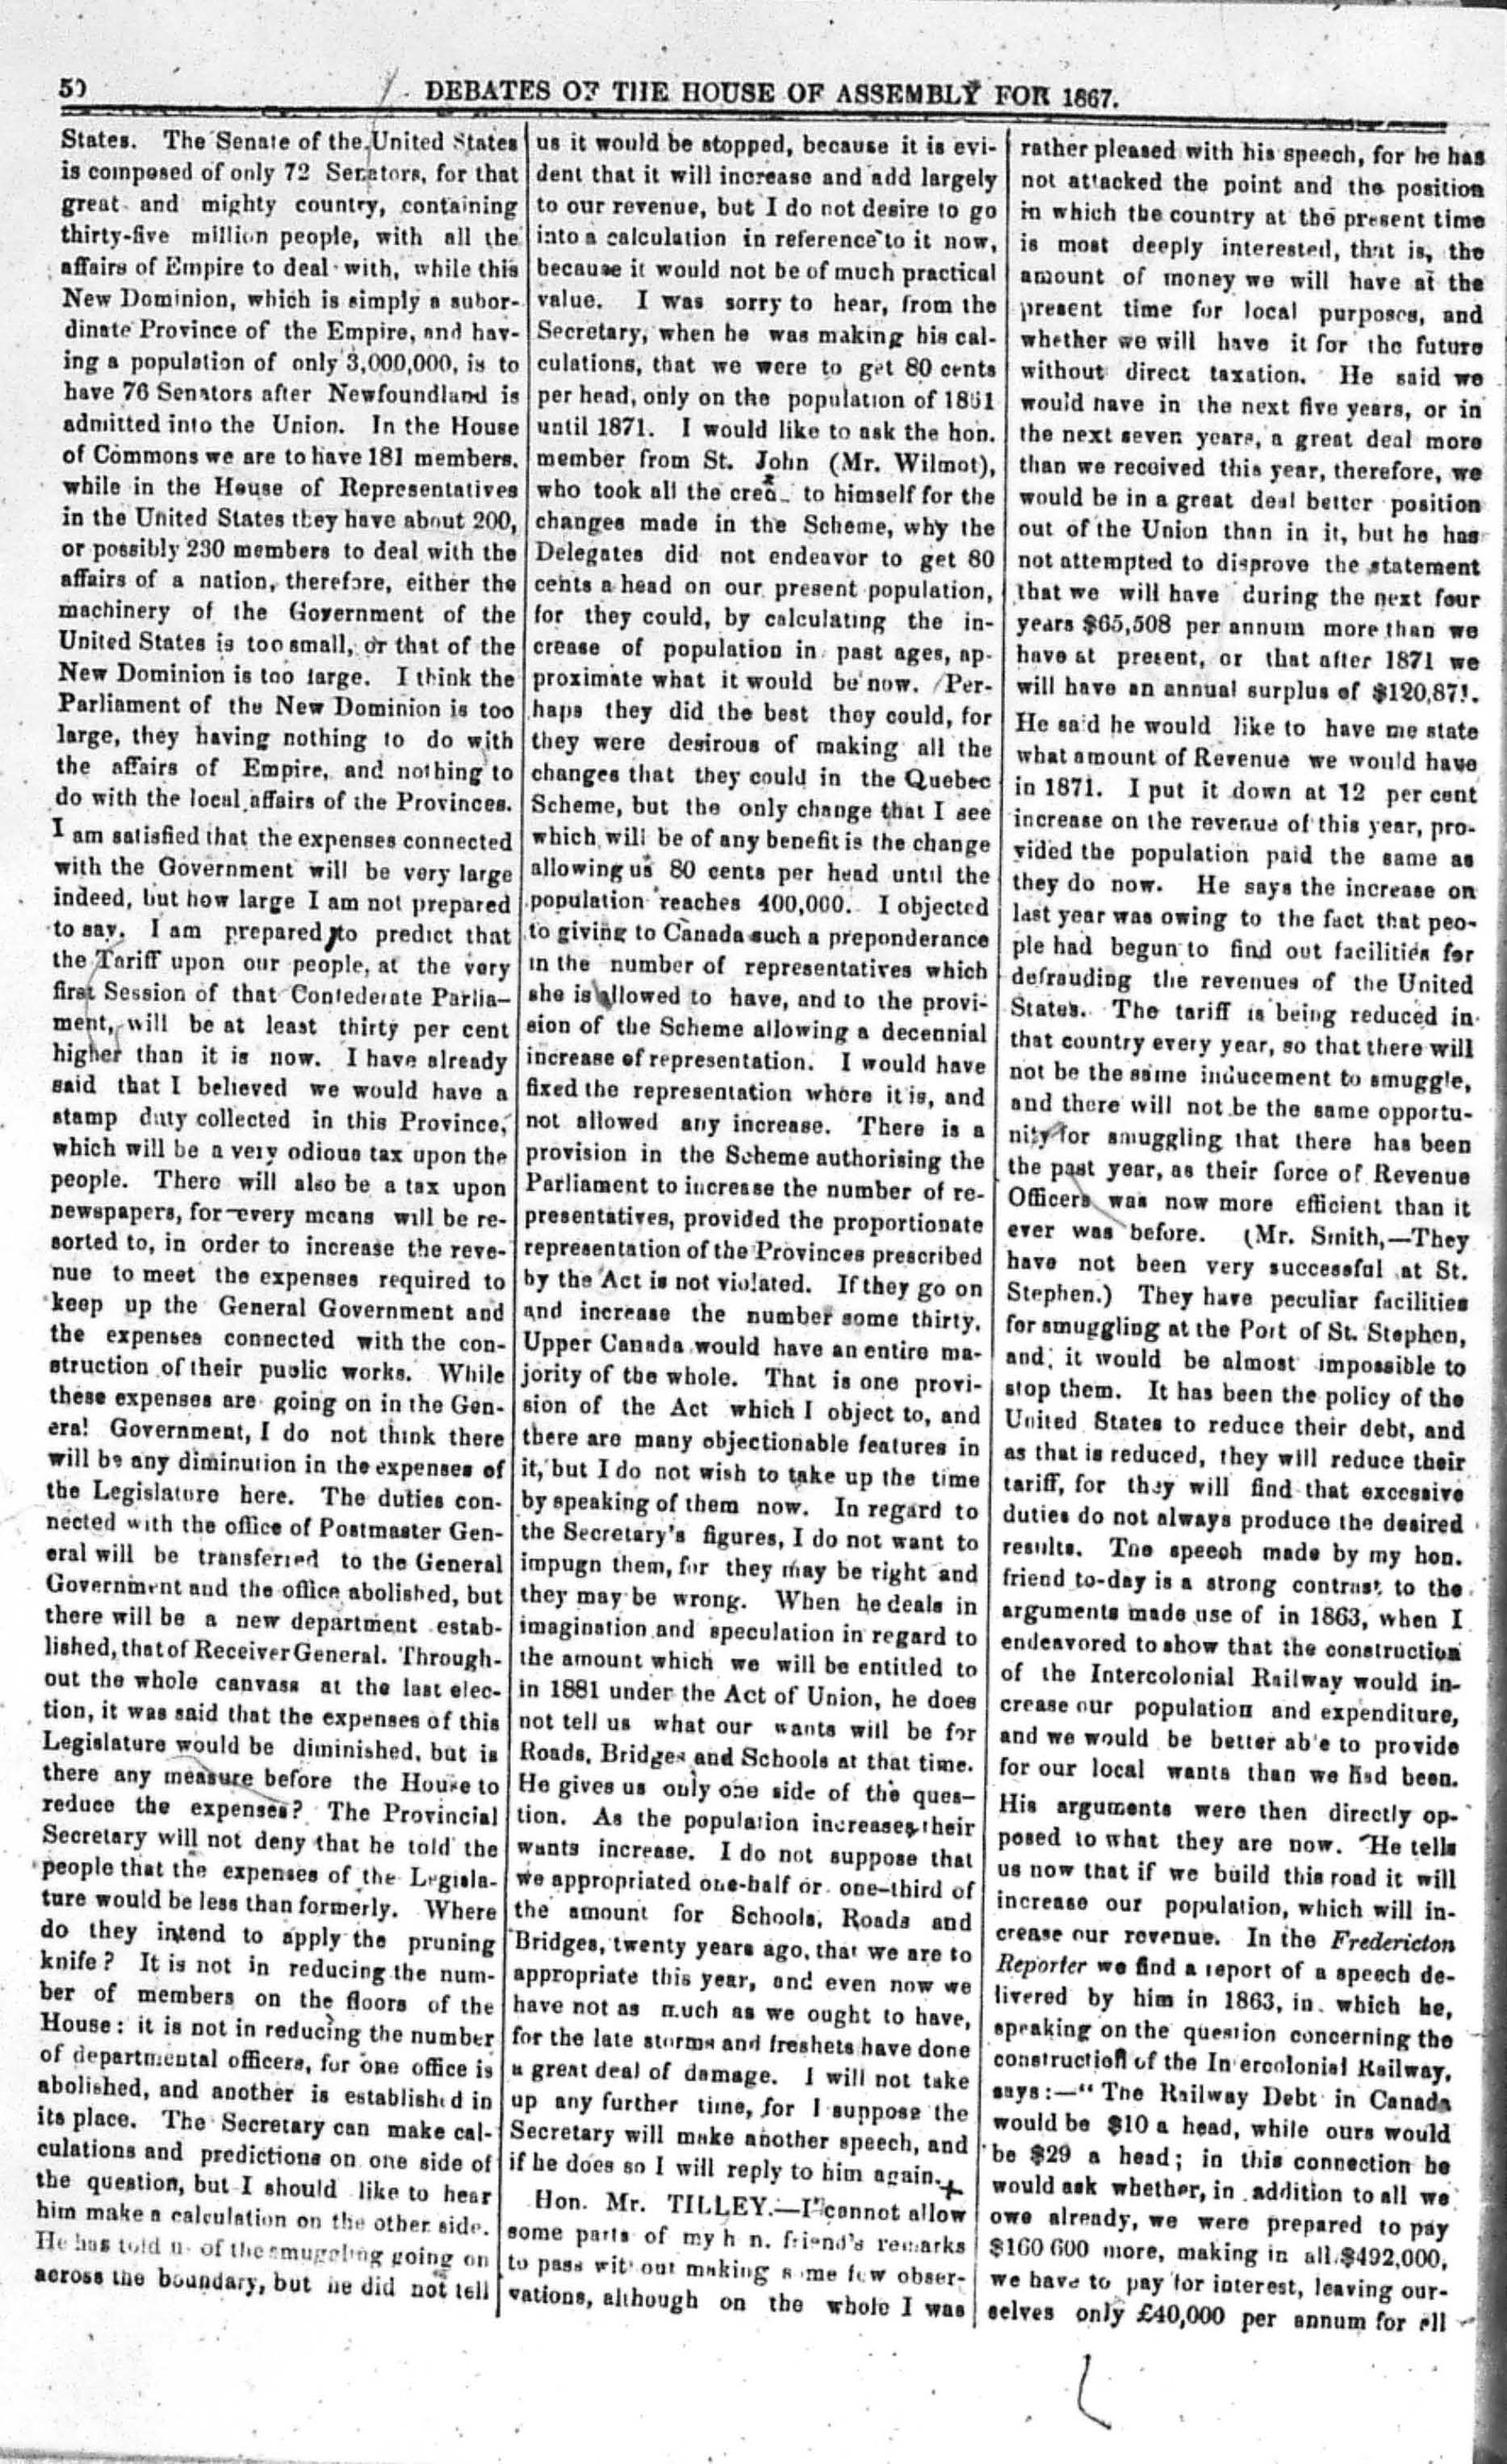 50 DEBATES OF THE HOUSE OF ASSEMBLY FOR 1867.
States. The Senate of the United States
is composed of only 72 Senators, for that
great and mighty country, containing
thirty-five million people, with all the
affairs of Empire to deal with, while this
New Dominion, which is simply a subor-
dinate Province of the Empire, and hav-
ing a population of only 3,000,000, is to
have 76 Senators after Newfoundland is
admitted into the Union. In the House
of Commons we are to have 181 members,
while in the House of Representatives
in the United States they have about 200,
or possibly 230 members to deal with the
affairs of a nation, therefore, either the
machinery of the Government of the
United States is too small, or that of the
New Dominion is too large. I think the
Parliament of the New Dominion is too
large, they having nothing to do with
the affairs of Empire, and nothing to
do with the local affairs of the Provinces.
I am satisfied that the expenses connected
with the Government will be very large
indeed, but how large I am not prepared
to say. I am prepared to predict that
the Tariff upon our people, at the very
first Session of that Confederate Parlia-
ment, will be at least thirty per cent
higher than it is now. I have already
said that I believed we would have a
stamp duty collected in this Province,
which will be a very odious tax upon the
people. There will also be a tax upon
newspapers, for every means will be re-
sorted to, in order to increase the reve-
nue to meet the expenses required to
keep up the General Government and
the expenses connected with the con-
struction of their public works. While
these expenses are going on in the Gen-
eral Government, I do not think there
will be any diminution in the expenses of
the Legislature here. The duties con-
nected with the office of Postmaster Gen-
eral will be transferred to the General
Government and the office abolished, but
there will be a new department estab-
lished, that of Receiver General. Through-
out the whole canvass at the last elec-
tion, it was said that the expenses of this
Legislature would be diminished, but is
there any measure before the House to
reduce the expenses? The Provincial
Secretary will not deny that he told the
people that the expenses of the Legisla-
ture would be less than formerly. Where
do they intend to apply the pruning
knife? It is not in reducing the num-
ber of members on the floors of the
House: it is not in reducing the number
of departmental officers, for one office is
abolished, and another is established in
its place. The Secretary can make cal-
culations and predictions on one side of
the question, but I should like to hear
him make a calculation on the other side.
He has told us of the smuggling going on
across the boundary, but he did not tell
us it would be stopped, because it is evi-
dent that it will increase and add largely
to our revenue, but I do not desire to go
into a calculation in reference to it now,
because it would not be of much practical
value. I was sorry to hear, from the
Secretary, when he was making his cal-
culations, that we were to get 80 cents
per head, only on the population of 1861
until 1871. I would like to ask the hon.
member from St. John (Mr. Wilmot),
who took all the cred_ to himself for the
changes made in the Scheme, why the
Delegates did not endeavor to get 80
cents a head on our present population,
for they could, by calculating the in-
crease of population in past ages, ap-
proximate what it would be now. Per-
haps they did the best they could, for
they were desirous of making all the
changes that they could in the Quebec
Scheme, but the only change that I see
which will be of any benefit is the change
allowing us 80 cents per head until the
population reaches 400,000. I objected
to giving to Canada such a preponderance
in the number of representatives which
she is allowed to have, and to the provi-
sion of the Scheme allowing a decennial
increase of representation. I would have
fixed the representation where it is, and
not allowed any increase. There is a
provision in the Scheme authorising the
Parliament to increase the number of re-
presentatives, provided the proportionate
representation of the Provinces prescribed
by the Act is not violated. If they go on
and increase the number some thirty,
Upper Canada would have an entire ma-
jority of the whole. That is one provi-
sion of the Act which I object to, and
there are many objectionable features in
it, but I do not wish to take up the time
by speaking of them now. In regard to
the Secretary's figures, I do not want to
impugn them, for they may be right and
they may be wrong. When he deals in
imagination and speculation in regard to
the amount which we will be entitled to
in 1881 under the Act of Union, he does
not tell us what our wants will be for
Roads, Bridges and Schools at that time.
He gives us only one side of the ques-
tion. As the population increases, their
wants increase. I do not suppose that
we appropriated one-half or one-third of
the amount for Schools, Roads and
Bridges, twenty years ago, that we are to
appropriate this year, and even now we
have not as much as we ought to have,
for the late storms and freshets have done
a great deal of damage. I will not take
up any further time, for I suppose the
Secretary will make another speech, and
if he does so I will reply to him again.
Hon. Mr. TILLEY.—I cannot allow
some parts of my h n. friend's remarks
to pass without making some few obser-
vations, although on the whole I was
rather pleased with his speech, for he has
not attacked the point and the position
in which the country at the present time
is most deeply interested, that is, the
amount of money we will have at the
present time for local purposes, and
whether we will have it for the future
without direct taxation. He said we
would have in the next five years, or in
the next seven years, a great deal more
than we received this year, therefore, we
would be in a great deal better position
out of the Union than in it, but he has
not attempted to disprove the statement
that we will have during the next four
years $65,508 per annum more than we
have at present, or that after 1871 we
will have an annual surplus of $120,871.
He said he would like to have me state
what amount of Revenue we would have
in 1871. I put it down at 12 per cent
increase on the revenue of this year, pro-
vided the population paid the same as
they do now. He says the increase on
last year was owing to the fact that peo-
ple had begun to find out facilities for
defrauding the revenues of the United
States. The tariff is being reduced in
that country every year, so that there will
not be the same inducement to smuggle,
and there will not be the same opportu-
nity for smuggling that there has been
the past year, as their force of Revenue
Officers was now more efficient than it
ever was before. (Mr. Smith,—They
have not been very successful at St.
Stephen.) They have peculiar facilities
for smuggling at the Port of St. Stephen,
and it would be almost impossible to
stop them. It has been the policy of the
United States to reduce their debt, and
as that is reduced, they will reduce their
tariff, for they will find that excessive
duties do not always produce the desired
results. The speech made by my hon.
friend to-day is a strong contrast to the
arguments made use of in 1863, when I
endeavored to show that the construction
of the Intercolonial Railway would in-
crease our population and expenditure,
and we would be better able to provide
for our local wants than we had been.
His arguments were then directly op-
posed to what they are now. He tells
us now that if we build this road it will
increase our population, which will in-
crease our revenue. In the Fredericton
Reporter we find a report of a speech de-
livered by him in 1863, in which he,
speaking on the question concerning the
construction of the In ercolonial Railway,
says:—"The Railway Debt in Canada
would be $10 a head, while ours would
be $29 a head; in this connection he
would ask whether, in addition to all we
owe already, we were prepared to pay
$160 600 more, making in all $492,000,
we have to pay for interest, leaving our-
selves only £40,000 per annum for all